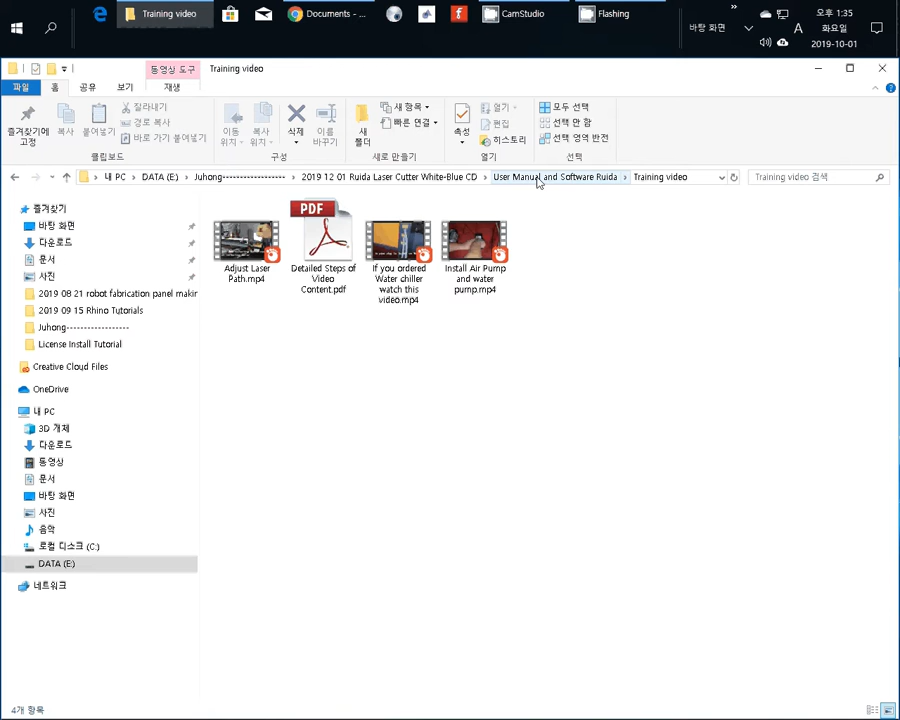 Training video
Documents - ...
CamStudio
Flashing
바탕 화면
»
A
오후 1:35
화요일
2019-10-01
동영상 도구
Training video
파일
홈
공유
보기
재생
즐겨찾기에
고정
복사
붙여넣기
잘라내기
경로 복사
바로 가기 붙여넣기
클립보드
이동
위치
복사
위치
삭제
이름
바꾸기
구성
새
폴더
새 항목
빠른 연결
새로 만들기
속성
열기
편집
히스토리
열기
모두 선택
선택 안 함
선택 영역 반전
선택
내 PC > DATA (E:) > Juhong------------------ > 2019 12 01 Ruida Laser Cutter White-Blue CD > User Manual and Software Ruida > Training video
Training video 검색
즐겨찾기
바탕 화면
다운로드
문서
사진
2019 08 21 robot fabrication panel makir
2019 09 15 Rhino Tutorials
Juhong------------------
License Install Tutorial
Creative Cloud Files
OneDrive
내 PC
3D 개체
다운로드
동영상
문서
바탕 화면
사진
음악
로컬 디스크 (C:)
DATA (E:)
네트워크
Adjust Laser
Path.mp4
PDF
Detailed Steps of
Video
Content.pdf
If you ordered
Water chiller
watch this
video.mp4
Install Air Pump
and water
pump.mp4
4개 항목